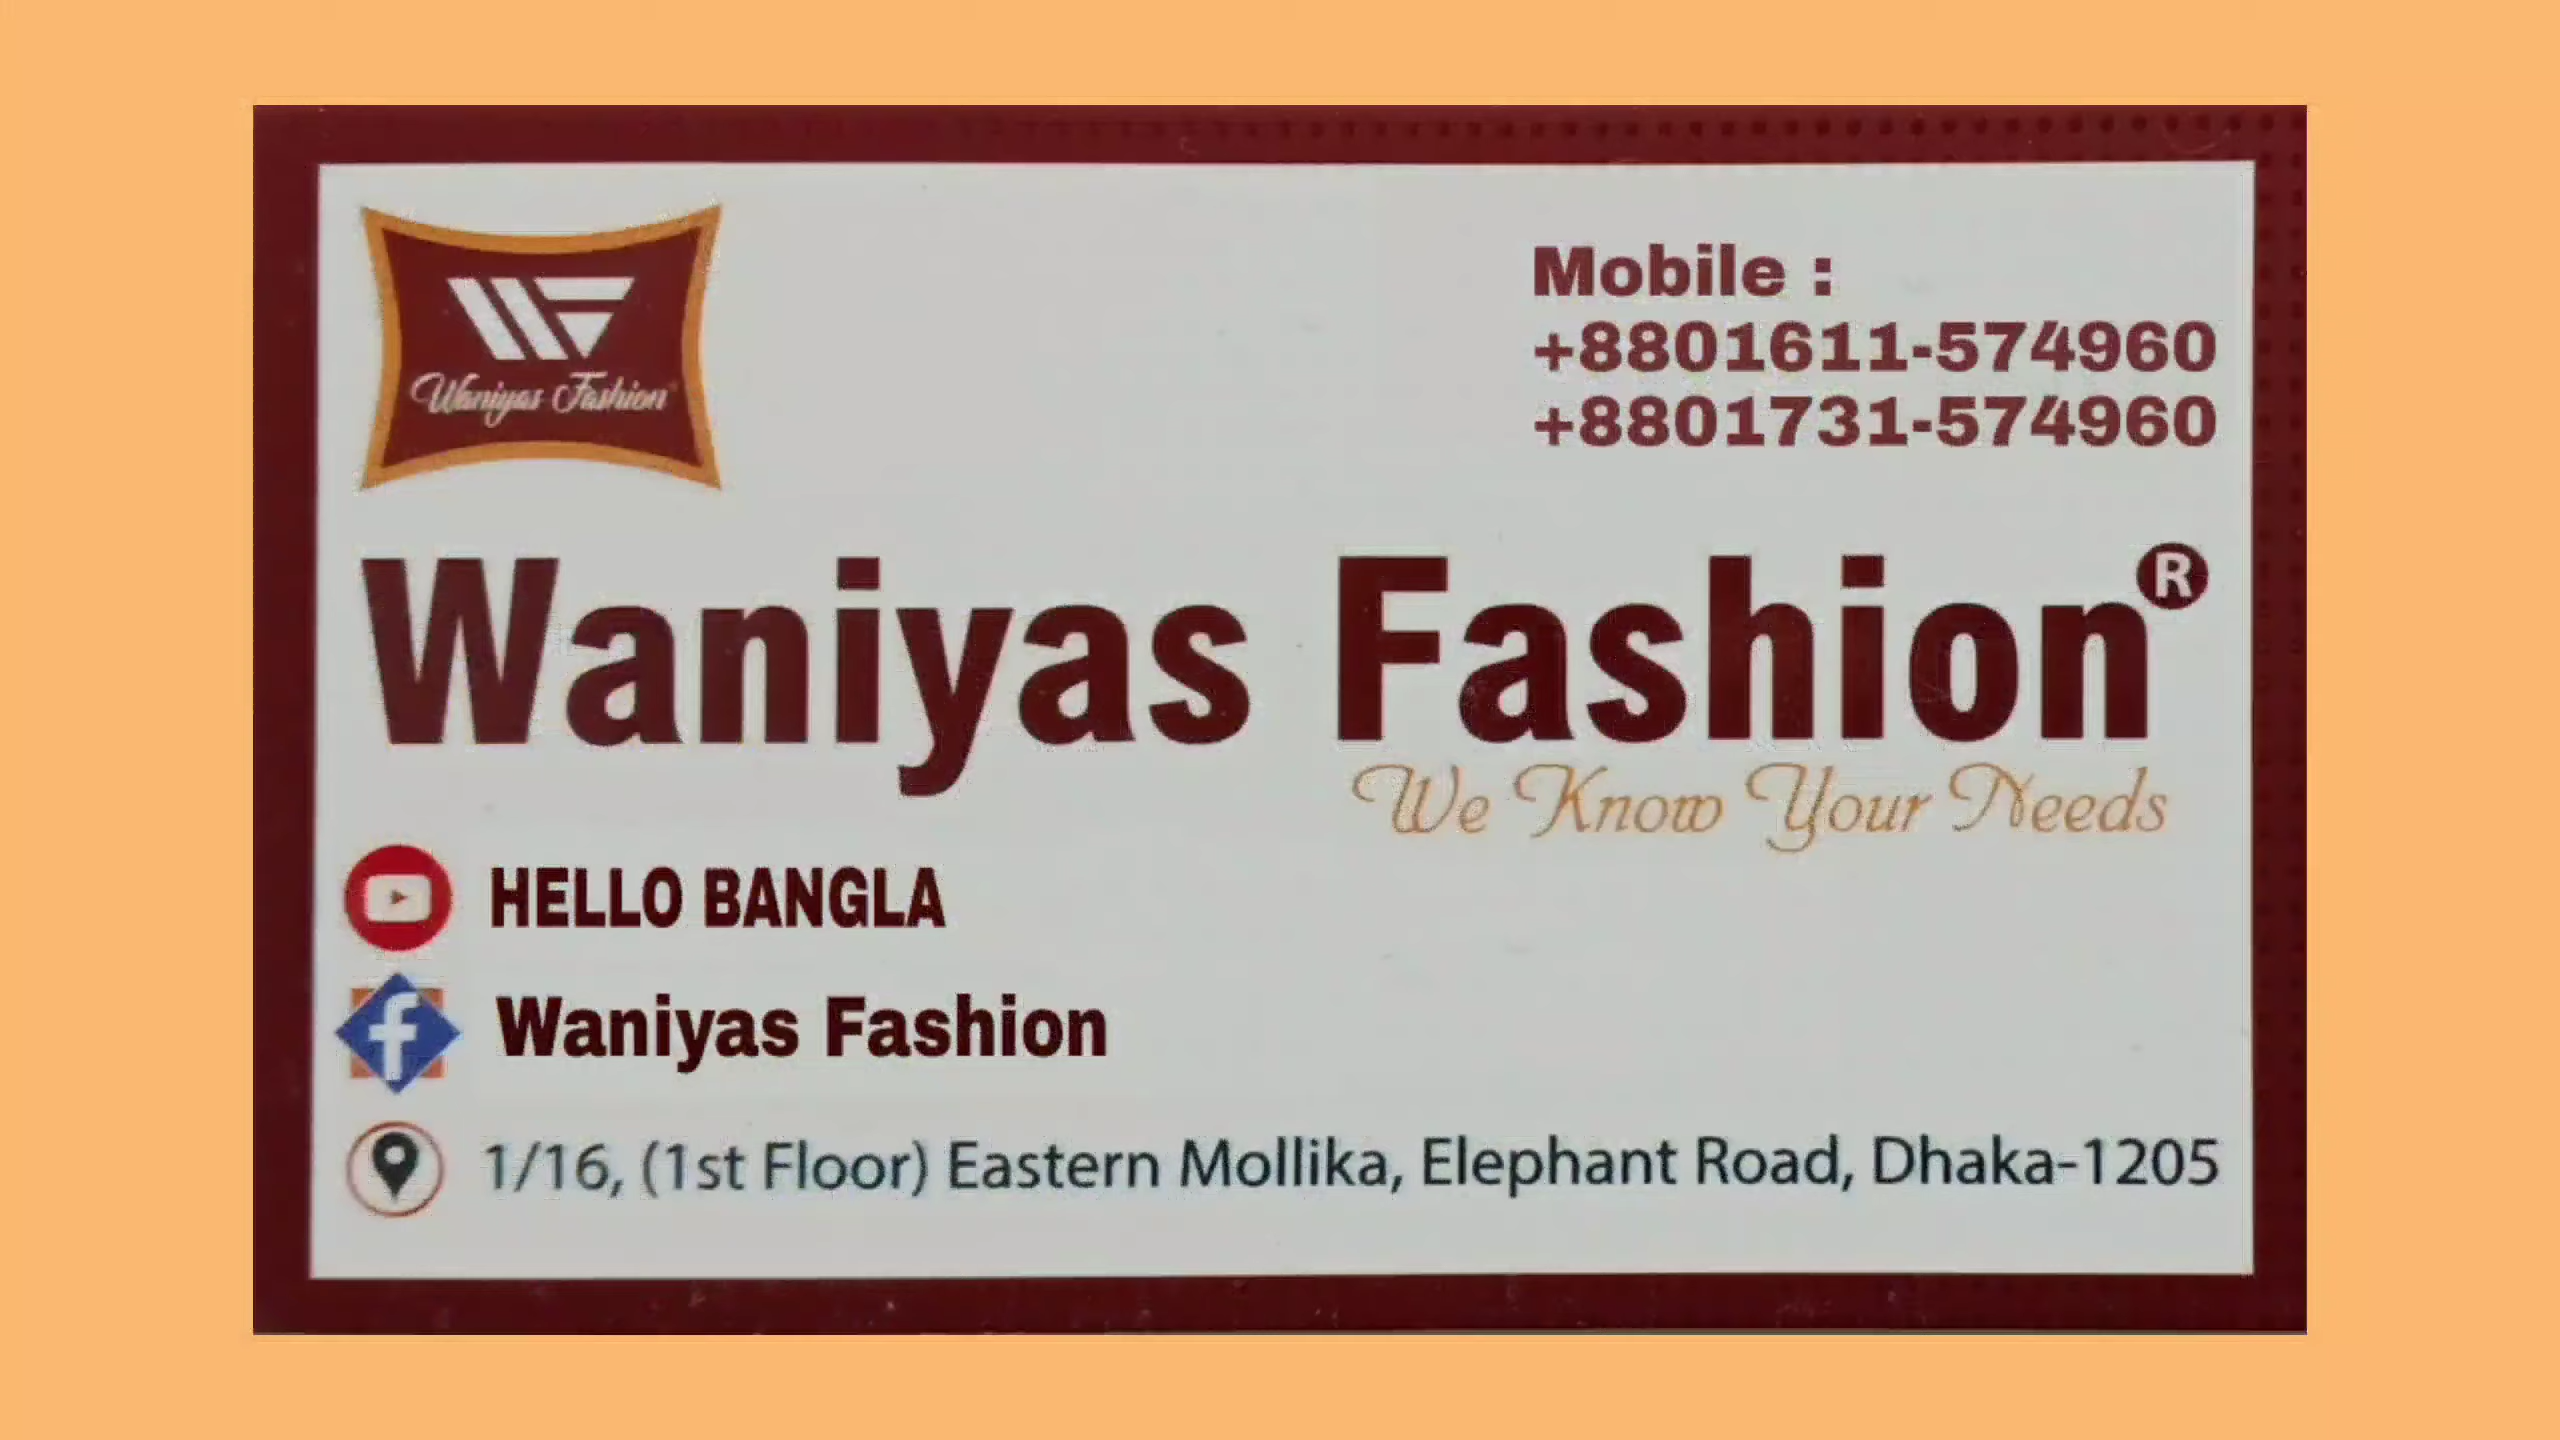 Waniyas Fashion
Mobile :
+8801611-574960
+8801731-574960
Waniyas Fashion®
We Know Your Needs
HELLO BANGLA
Waniyas Fashion
1/16, (1st Floor) Eastern Mollika, Elephant Road, Dhaka-1205